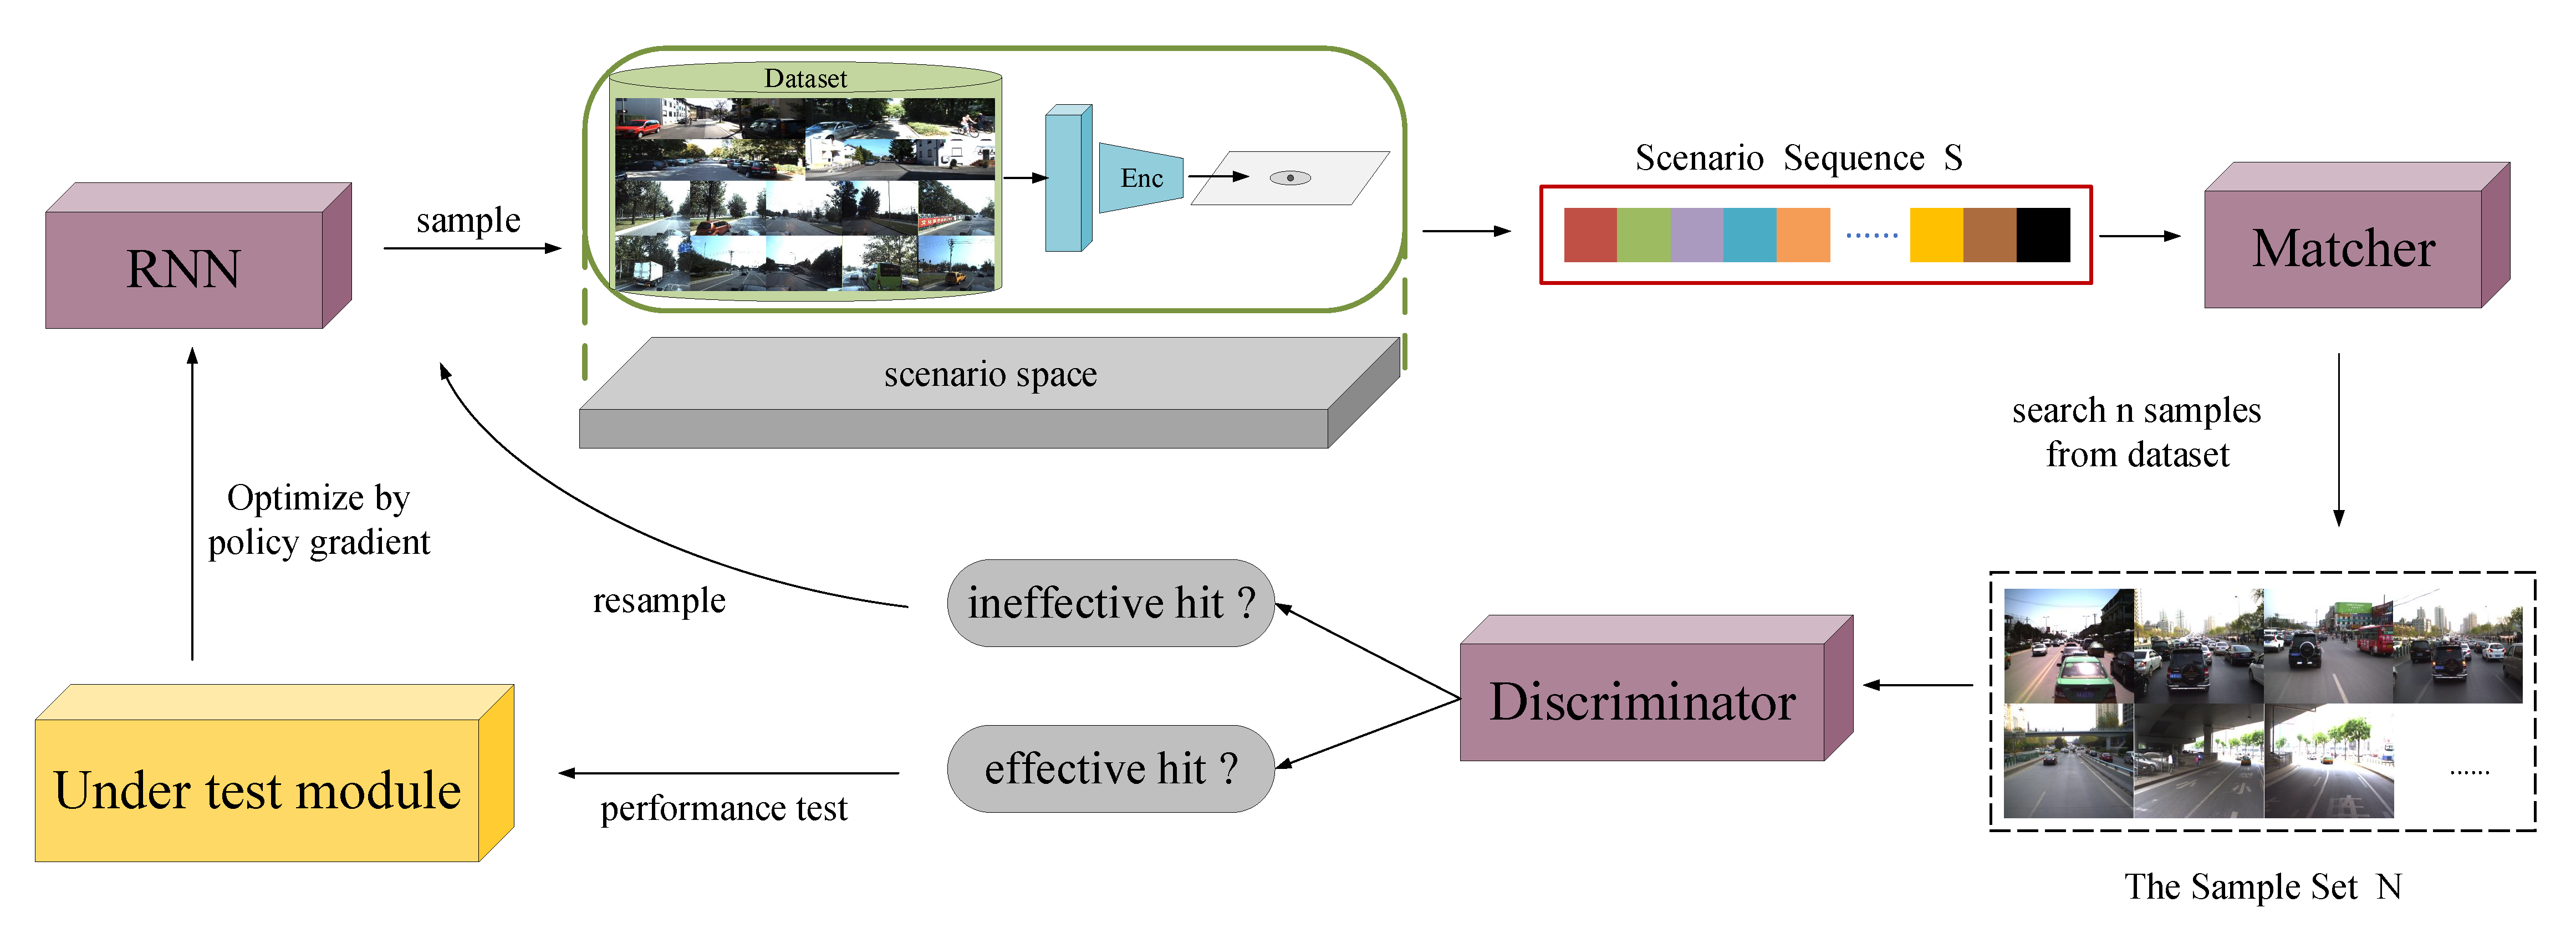 Dataset
Enc
Scenario Sequence S
RNN
sample
Matcher
scenario space
search n samples
from dataset
Optimize by
policy gradient
resample
ineffective hit ?
Discriminator
effective hit ?
Under test module
performance test
......
......
The Sample Set N